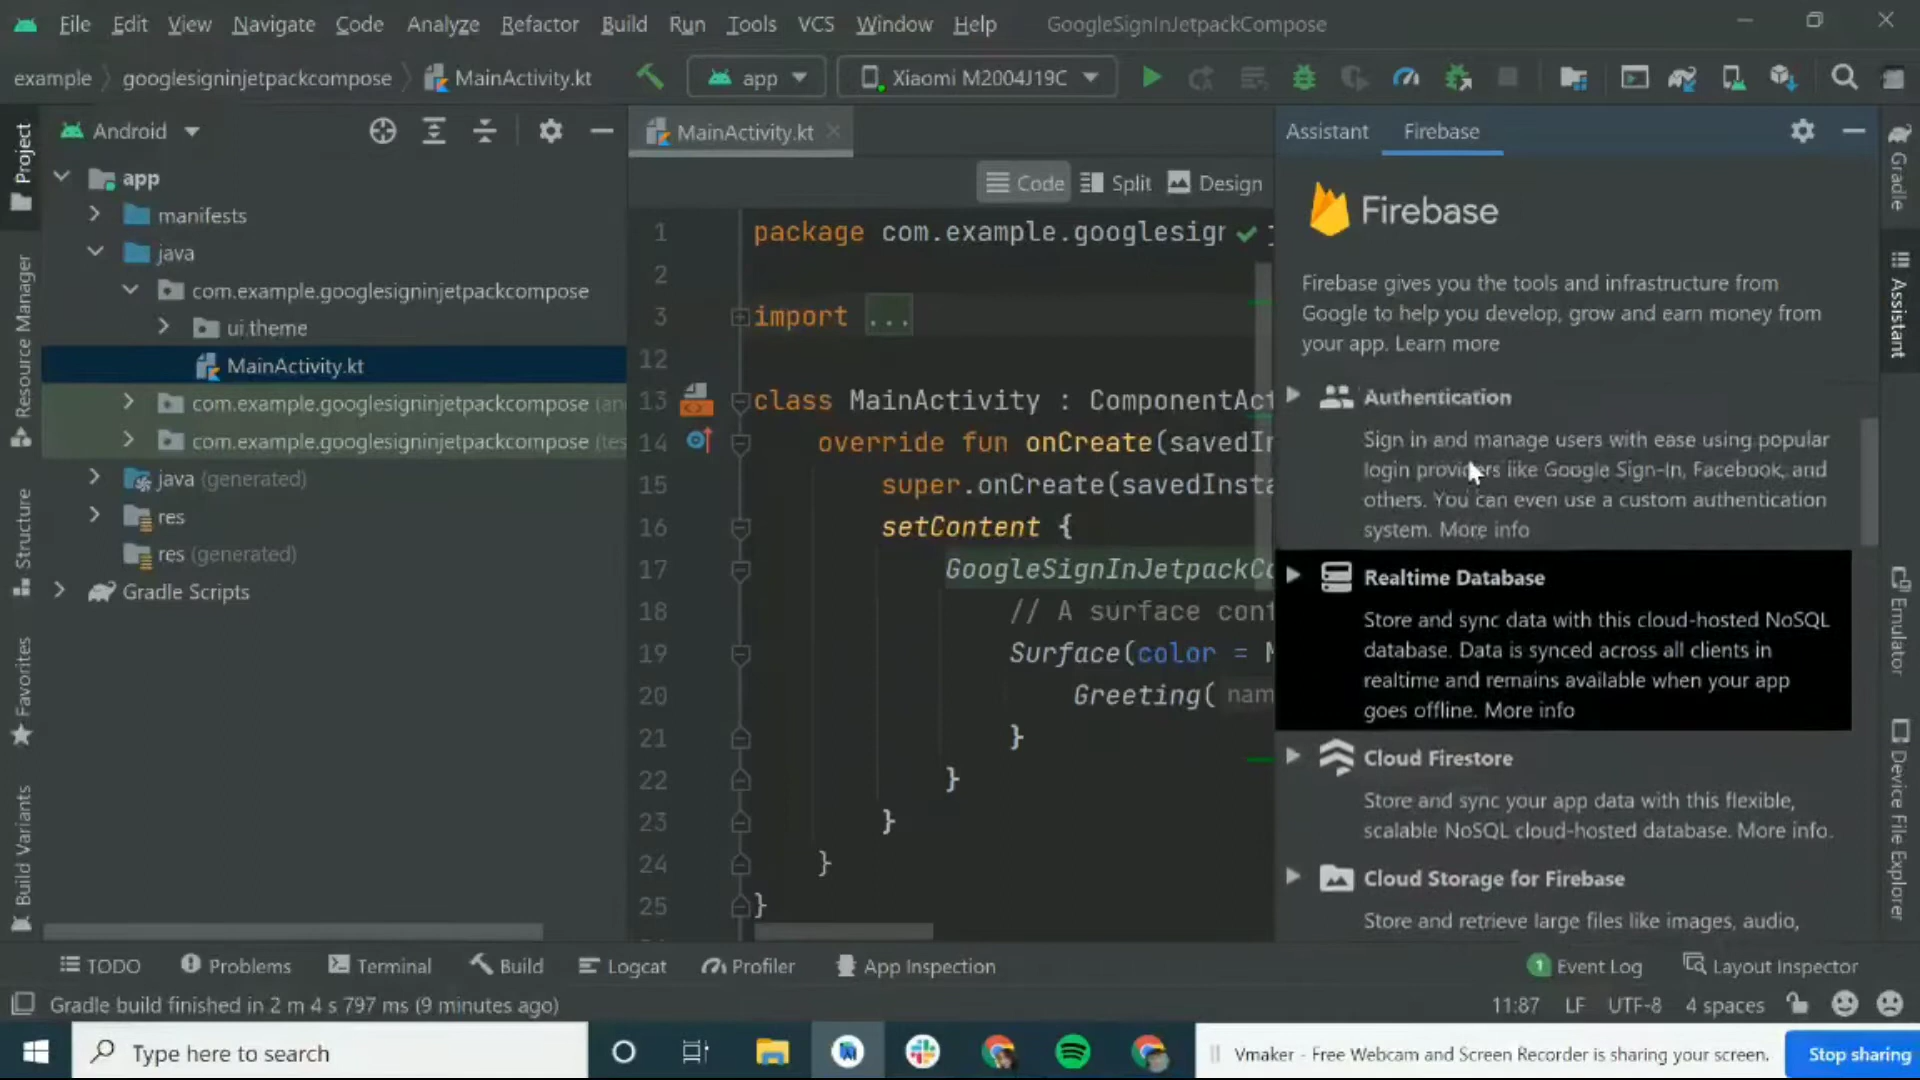 File Edit View Navigate Code Analyze Refactor Build Run Tools VCS Window Help GoogleSignInJetpackCompose
example googlesigninjetpackcompose MainActivity.kt app Xiaomi M2004J19C
Project
Resource Manager
Structure
Favorites
Build Variants
Android
app
manifests
java
com.example.googlesigninjetpackcompose
ui.theme
MainActivity.kt
com.example.googlesigninjetpackcompose (an
com.example.googlesigninjetpackcompose (tes
java (generated)
res
res (generated)
Gradle Scripts
MainActivity.kt
Code Split Design
1 package com.example.googlesigr
2
3 import ...
12
13 class MainActivity : ComponentAct
14 override fun onCreate(savedIn
15 super.onCreate(savedInsta
16 setContent {
17 GoogleSignInJetpackCo
18 // A surface cont
19 Surface(color = M
20 Greeting( nam
21 }
22 }
23 }
24 }
25 }
Assistant Firebase
Firebase
Firebase gives you the tools and infrastructure from
Google to help you develop, grow and earn money from
your app. Learn more
Authentication
Sign in and manage users with ease using popular
login providers like Google Sign-In, Facebook, and
others. You can even use a custom authentication
system. More info
Realtime Database
Store and sync data with this cloud-hosted NoSQL
database. Data is synced across all clients in
realtime and remains available when your app
goes offline. More info
Cloud Firestore
Store and sync your app data with this flexible,
scalable NoSQL cloud-hosted database. More info.
Cloud Storage for Firebase
Store and retrieve large files like images, audio,
Gradle
Assistant
Emulator
Device File Explorer
TODO Problems Terminal Build Logcat Profiler App Inspection 1 Event Log Layout Inspector
Gradle build finished in 2 m 4 s 797 ms (9 minutes ago) 11:87 LF UTF-8 4 spaces
Type here to search
Vmaker - Free Webcam and Screen Recorder is sharing your screen. Stop sharing